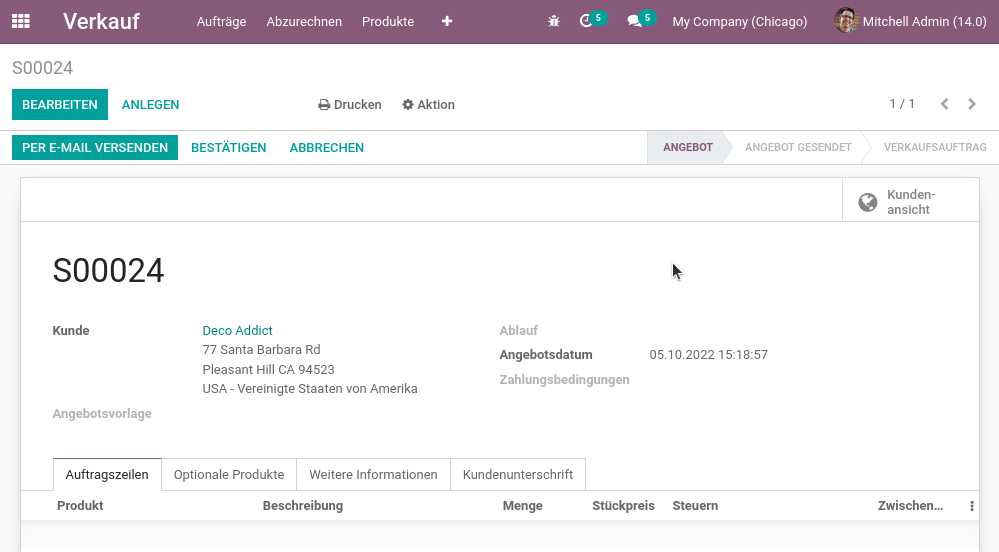 Verkauf Aufträge Abzurechnen Produkte 5 5 My Company (Chicago) Mitchell Admin (14.0)
S00024
BEARBEITEN ANLEGEN Drucken Aktion 1 / 1
PER E-MAIL VERSENDEN BESTÄTIGEN ABBRECHEN ANGEBOT ANGEBOT GESENDET VERKAUFSAUFTRAG
Kunden-
ansicht
S00024
Kunde Deco Addict Ablauf
77 Santa Barbara Rd Angebotsdatum 05.10.2022 15:18:57
Pleasant Hill CA 94523 Zahlungsbedingungen
USA - Vereinigte Staaten von Amerika
Angebotsvorlage
Auftragszeilen Optionale Produkte Weitere Informationen Kundenunterschrift
Produkt Beschreibung Menge Stückpreis Steuern Zwischen...